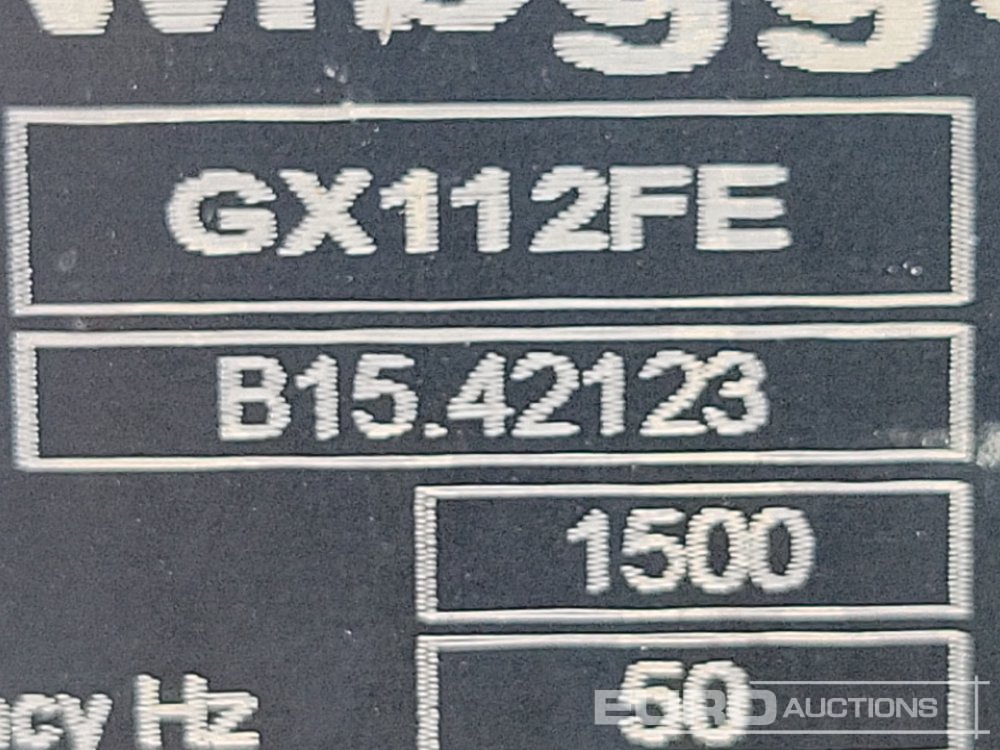 GX112FE
B15.42123
1500
50
Hz
EURO AUCTIONS